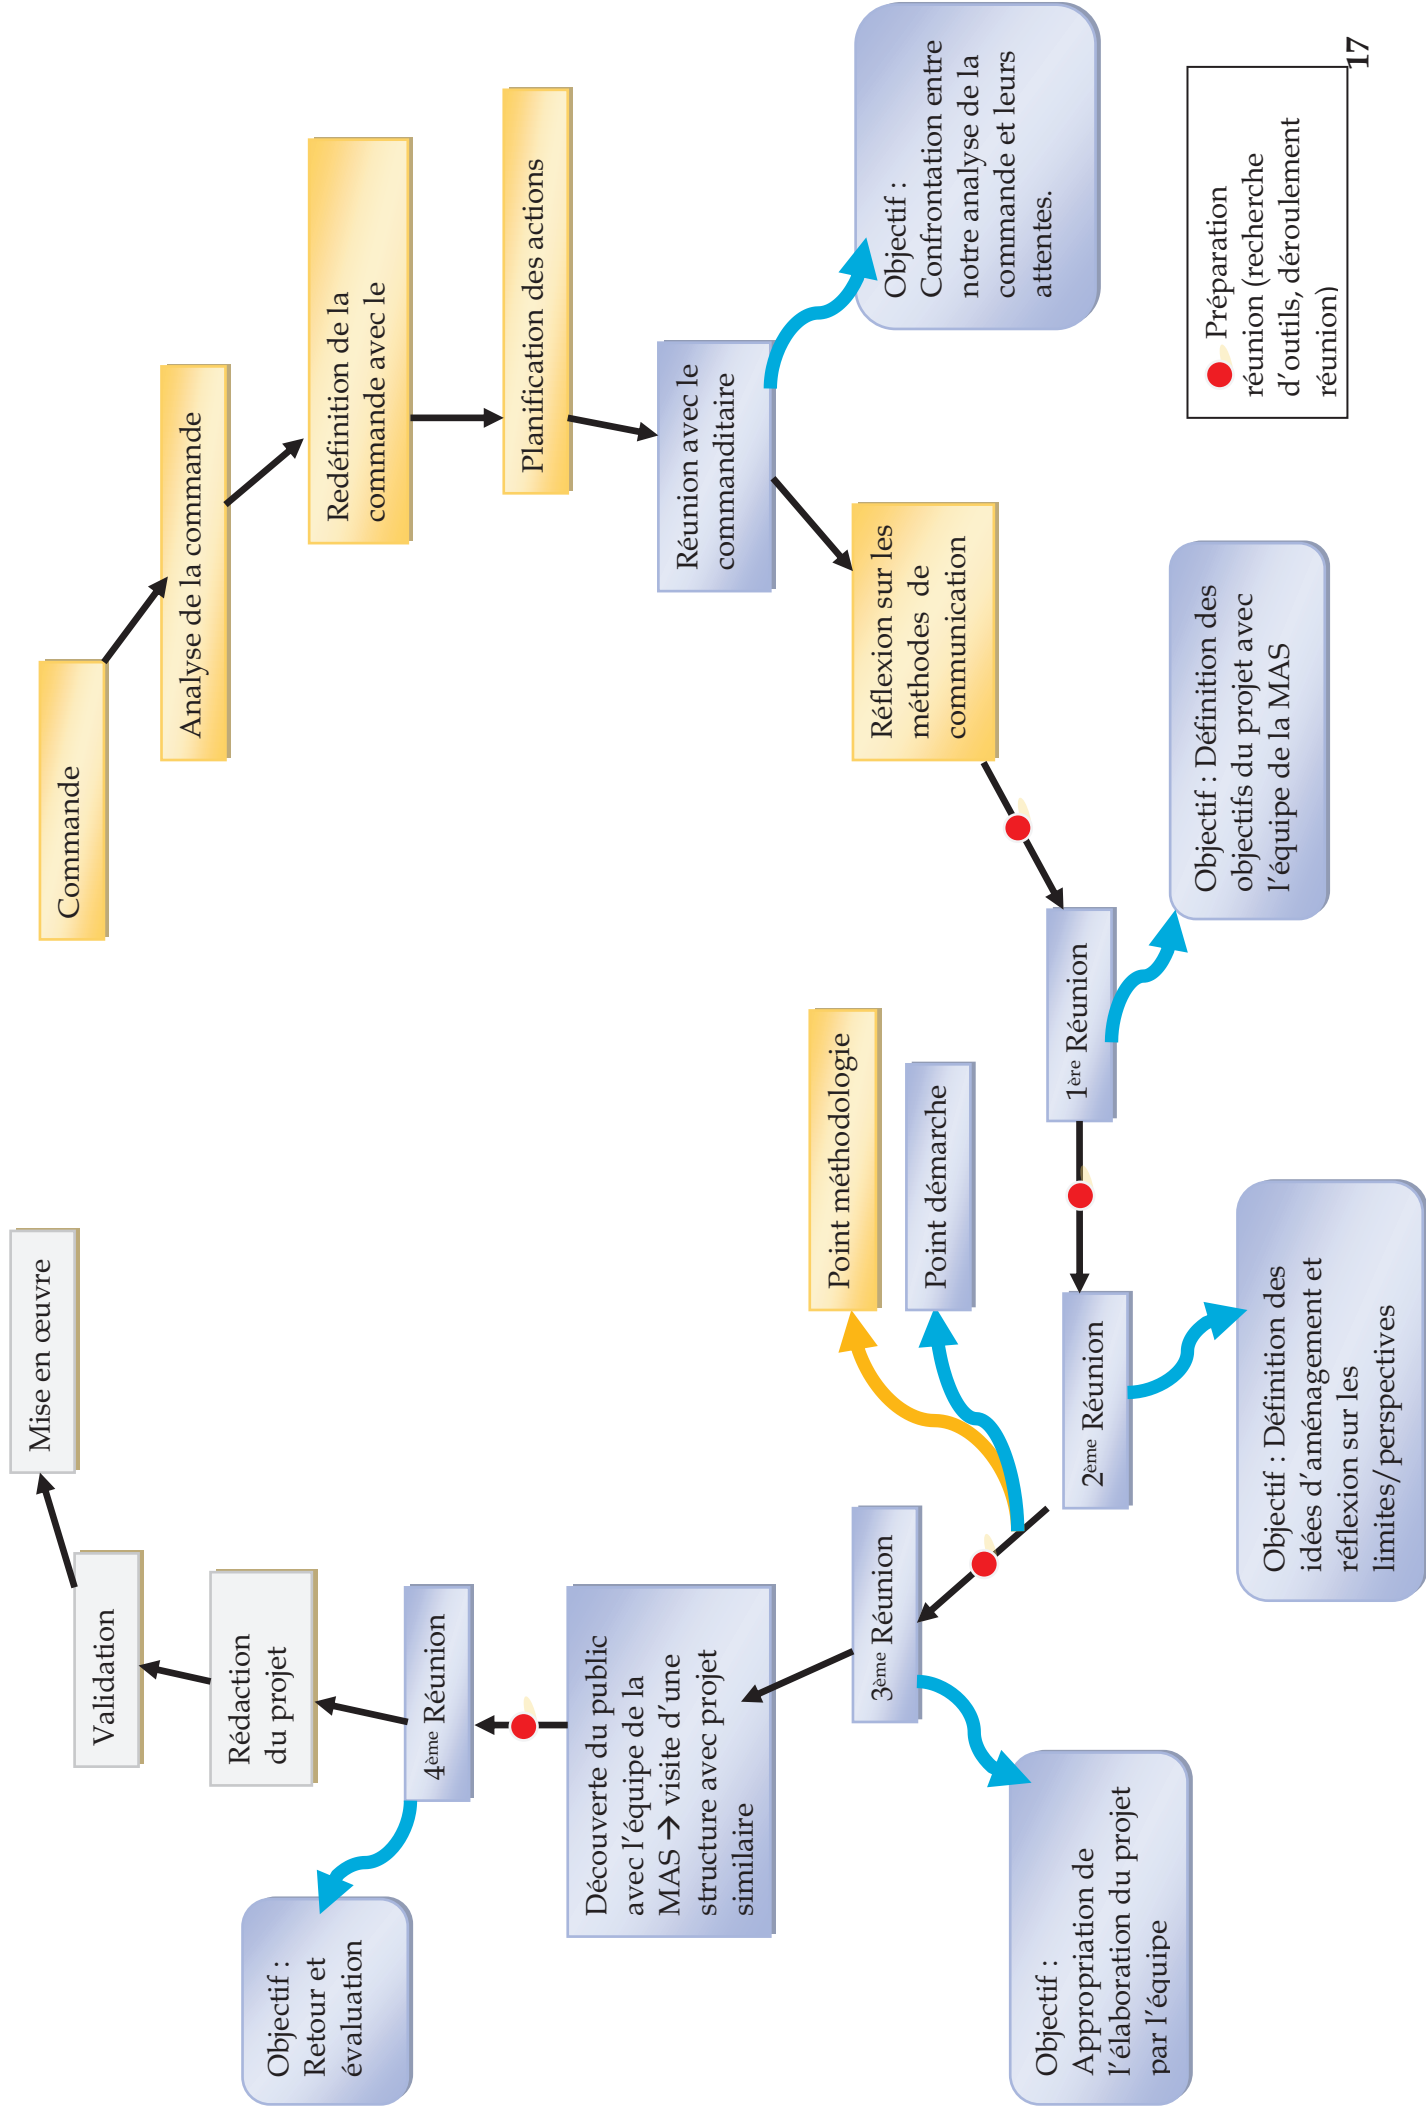 Commande
Analyse de la commande
Redéfinition de la
commande avec le
Planification des actions
Réunion avec le
commanditaire
Objectif :
Confrontation entre
notre analyse de la
commande et leurs
attentes.
Réflexion sur les
méthodes de
communication
1ère Réunion
Objectif : Définition des
objectifs du projet avec
l'équipe de la MAS
2ème Réunion
Objectif : Définition des
idées d'aménagement et
réflexion sur les
limites/perspectives
Point méthodologie
Point démarche
3ème Réunion
Objectif :
Appropriation de
l'élaboration du projet
par l'équipe
Découverte du public
avec l'équipe de la
MAS → visite d'une
structure avec projet
similaire
4ème Réunion
Objectif :
Retour et
évaluation
Rédaction
du projet
Validation
Mise en œuvre
Préparation
réunion (recherche
d'outils, déroulement
réunion)
17